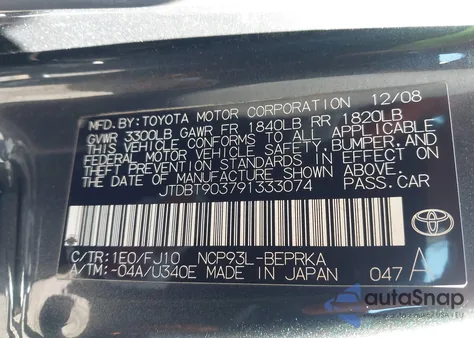 MFD.BY:TOYOTA MOTOR CORPORATION 12/08
GVWR 3300LB GAWR FR 1840LB RR 1820LB
THIS VEHICLE CONFORMS TO ALL APPLICABLE
FEDERAL MOTOR VEHICLE SAFETY,BUMPER,AND
THEFT PREVENTION STANDARDS IN EFFECT ON
THE DATE OF MANUFACTURE SHOWN ABOVE.
JTDBT903791333074 PASS.CAR
TOYOTA
C/TR:1E0/FJ10 NCP93L-BEPRKA
A/TM:-04A/U340E MADE IN JAPAN 047 A
autoSnap